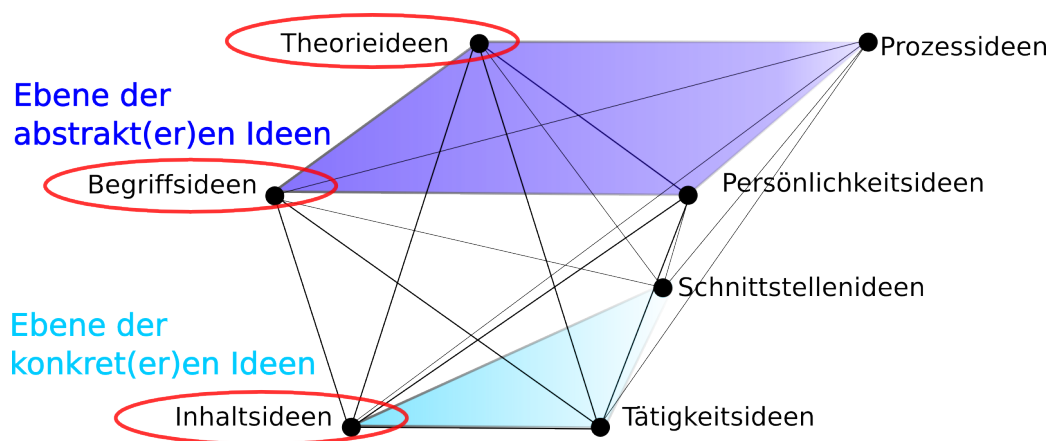 Theorieideen
Prozessideen
Ebene der
abstrakt(er)en Ideen
Begriffsideen
Persönlichkeitsideen
Schnittstellenideen
Ebene der
konkret(er)en Ideen
Inhaltsideen
Tätigkeitsideen